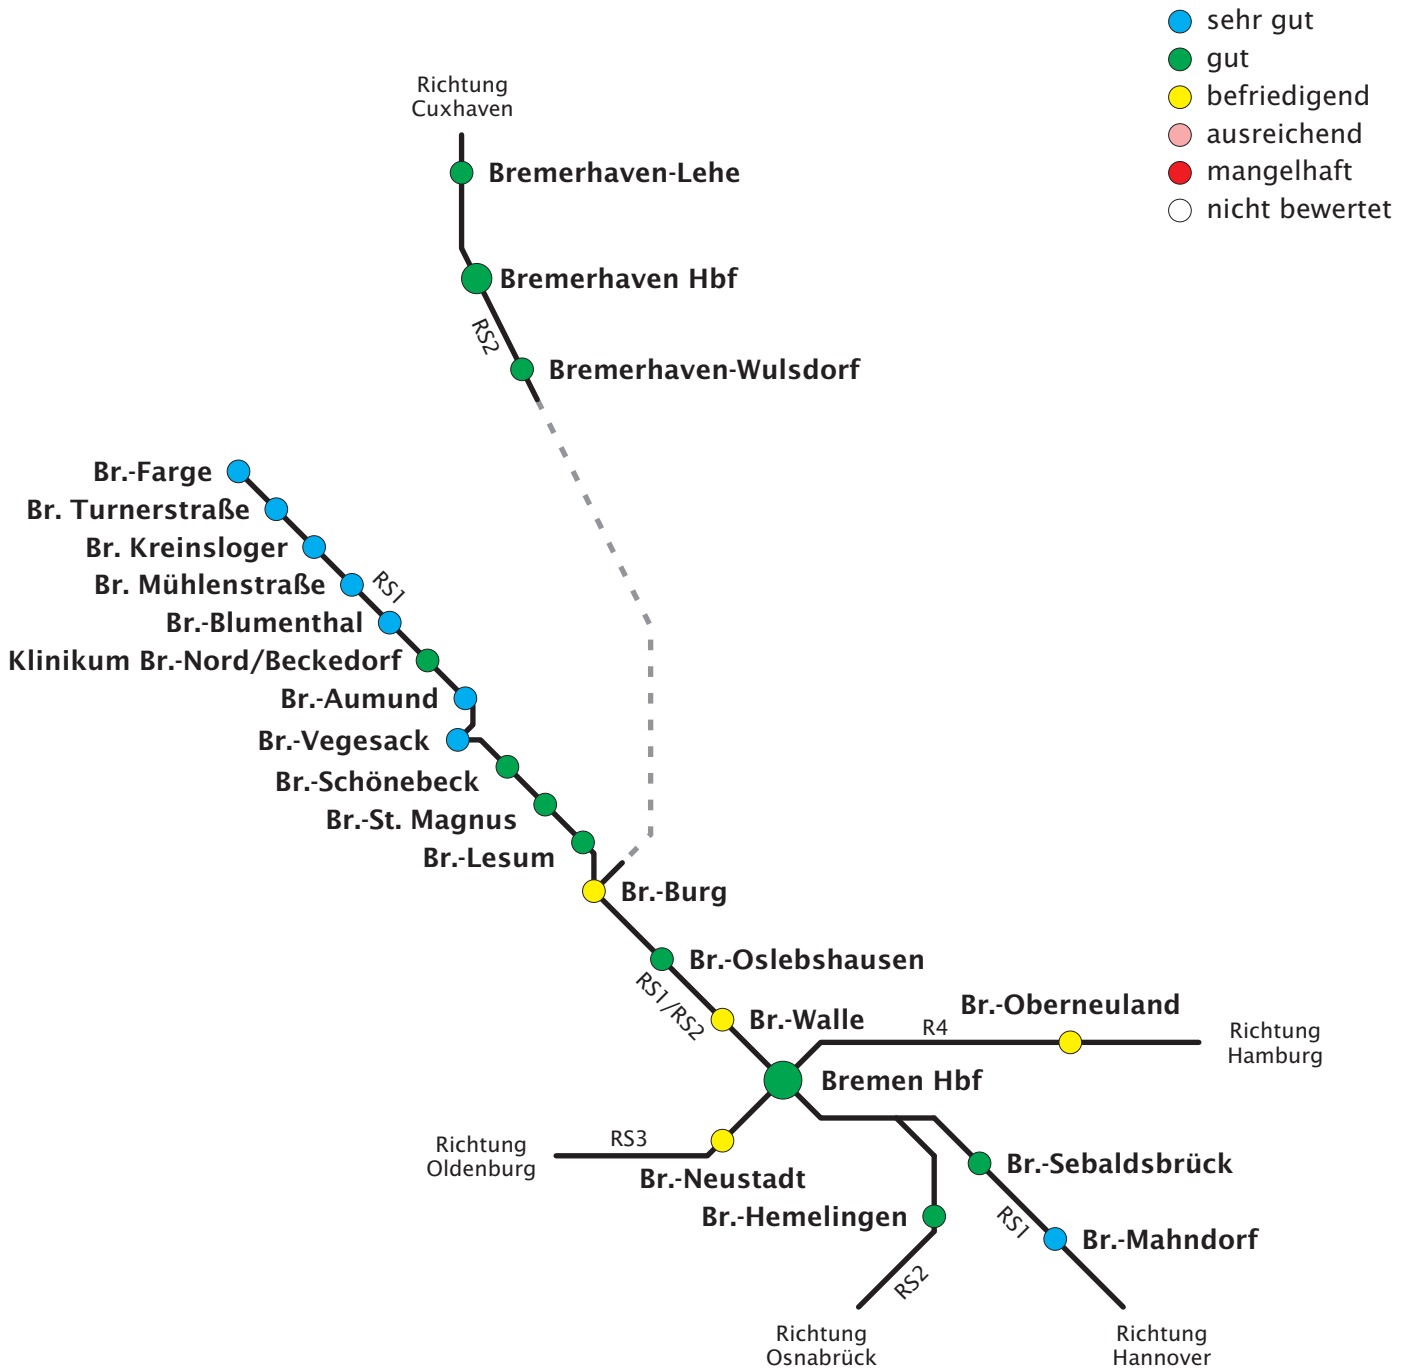 sehr gut
gut
befriedigend
ausreichend
mangelhaft
nicht bewertet
Richtung
Cuxhaven
Bremerhaven-Lehe
Bremerhaven Hbf
RS2
Bremerhaven-Wulsdorf
Br.-Farge
Br. Turnerstraße
Br. Kreinsloger
Br. Mühlenstraße
RS1
Br.-Blumenthal
Klinikum Br.-Nord/Beckedorf
Br.-Aumund
Br.-Vegesack
Br.-Schönebeck
Br.-St. Magnus
Br.-Lesum
Br.-Burg
Br.-Oslebshausen
RS1/RS2
Br.-Walle
Br.-Oberneuland
R4
Richtung
Hamburg
Bremen Hbf
RS3
Richtung
Oldenburg
Br.-Neustadt
Br.-Sebaldsbrück
Br.-Hemelingen
RS1
Br.-Mahndorf
RS2
Richtung
Osnabrück
Richtung
Hannover